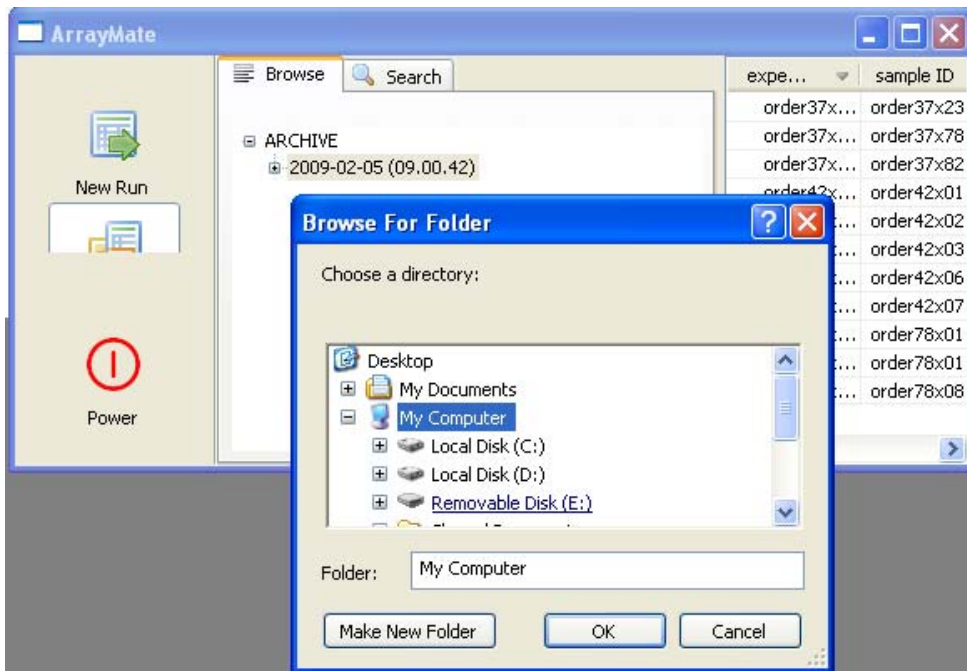 ArrayMate
New Run
Power
Browse
Search
ARCHIVE
2009-02-05 (09.00.42)
expe... sample ID
order37x... order37x23
order37x... order37x78
order37x... order37x82
order42x... order42x01
order42x02
order42x03
order42x06
order42x07
order78x01
order78x01
order78x08
Browse For Folder
Choose a directory:
Desktop
My Documents
My Computer
Local Disk (C:)
Local Disk (D:)
Removable Disk (E:)
Folder: My Computer
Make New Folder OK Cancel